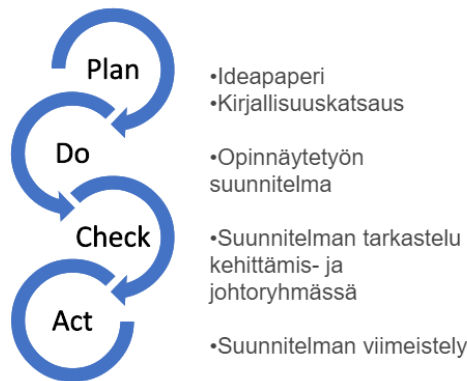 Plan
•Ideapaperi
•Kirjallisuuskatsaus
Do
•Opinnäytetyön
suunnitelma
Check
•Suunnitelman tarkastelu
kehittämis- ja
johtoryhmässä
Act
•Suunnitelman viimeistely